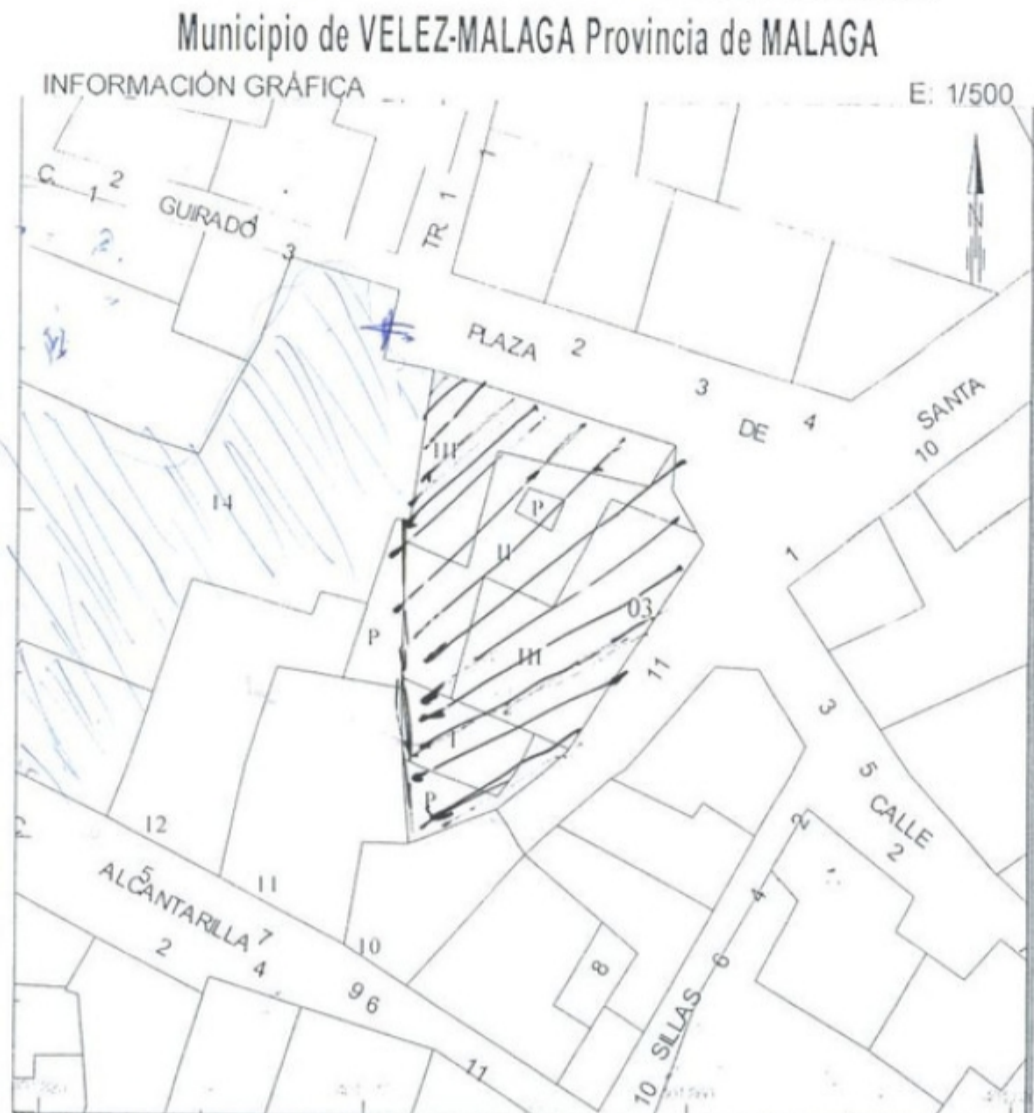 Municipio de VELEZ-MALAGA Provincia de MALAGA
INFORMACIÓN GRÁFICA
E: 1/500
C. 1 2
GUIRADO 4
3
TR. 1 1
N
PLAZA 2
3
DE 4
SANTA
10
1
III
14
P
II
P
03
III
11
I
P
3
5
CALLE
2
2
4
6
8
SILLAS
10
12
5
ALCANTARILLA 7
11
10
2
4
9 6
11